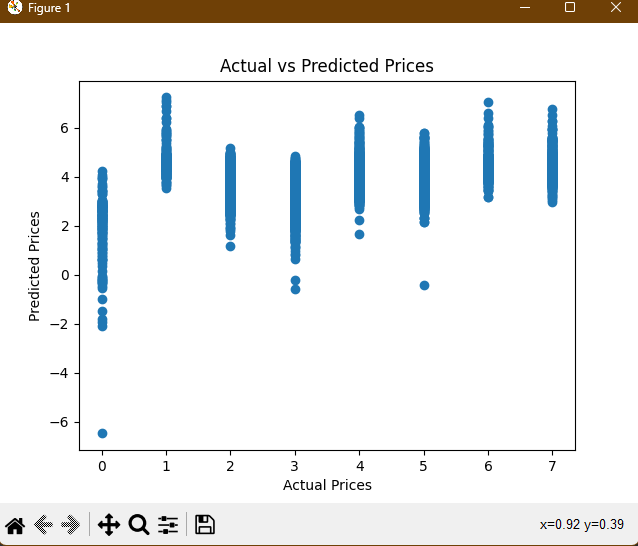 Figure 1
Actual vs Predicted Prices
6
4
2
0
−2
−4
−6
Predicted Prices
0 1 2 3 4 5 6 7
Actual Prices
x=0.92 y=0.39